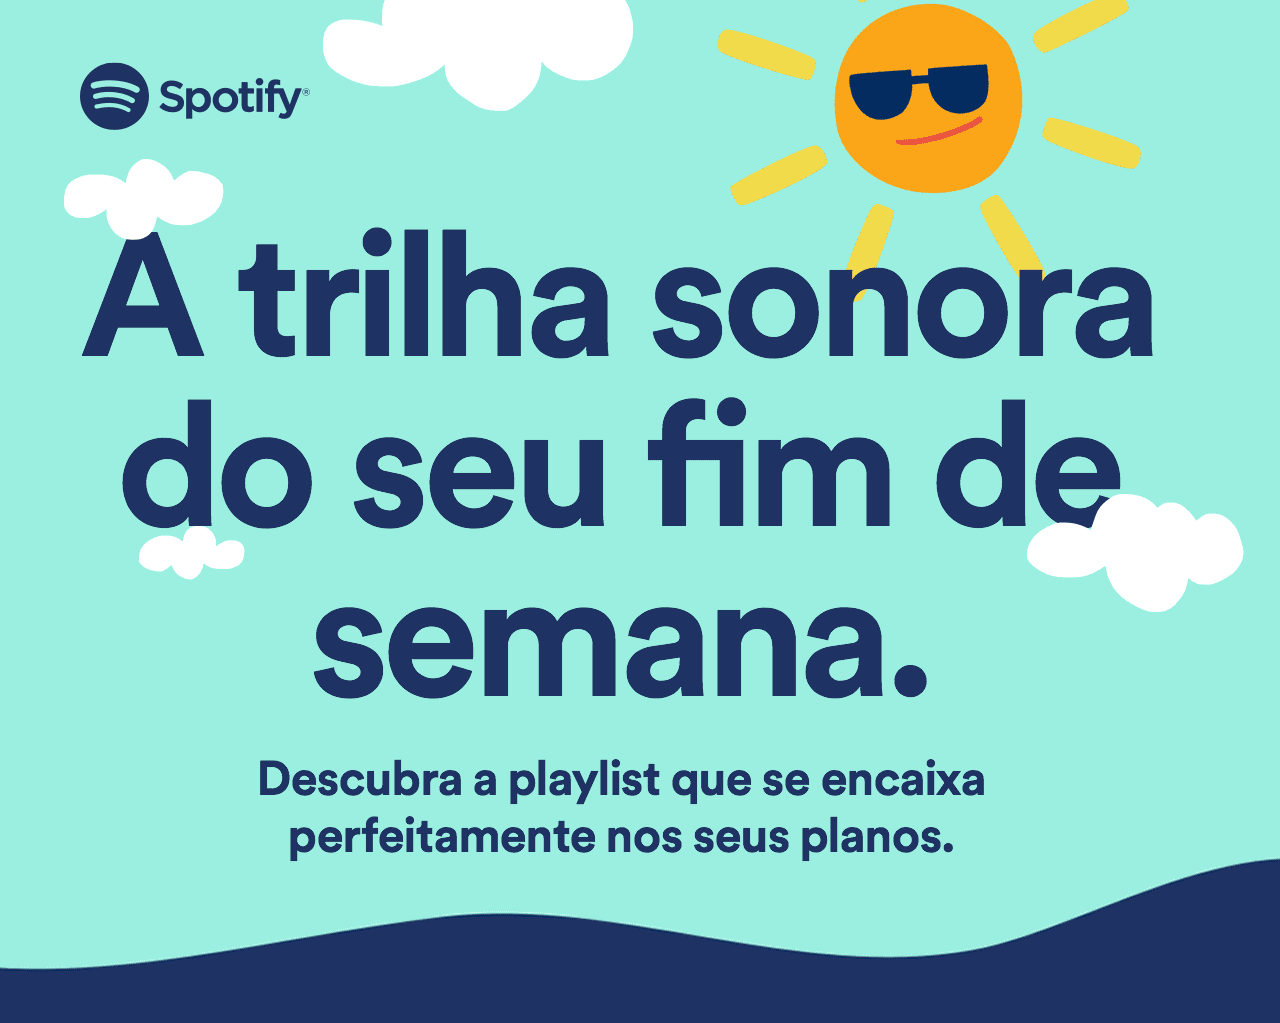 Spotify®
A trilha sonora
do seu fim de
semana.
Descubra a playlist que se encaixa
perfeitamente nos seus planos.